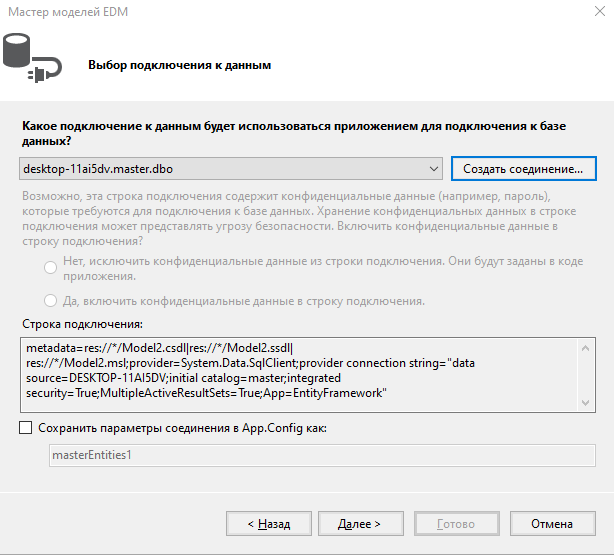 Мастер моделей EDM
Выбор подключения к данным
Какое подключение к данным будет использоваться приложением для подключения к базе
данных?
desktop-11ai5dv.master.dbo
Создать соединение...
Возможно, эта строка подключения содержит конфиденциальные данные (например, пароль),
которые требуются для подключения к базе данных. Хранение конфиденциальных данных в строке
подключения может представлять угрозу безопасности. Включить конфиденциальные данные в
строку подключения?
Нет, исключить конфиденциальные данные из строки подключения. Они будут заданы в коде
приложения.
Да, включить конфиденциальные данные в строку подключения.
Строка подключения:
metadata=res://*/Model2.csdl|res://*/Model2.ssdl|
res://*/Model2.msl;provider=System.Data.SqlClient;provider connection string="data
source=DESKTOP-11AI5DV;initial catalog=master;integrated
security=True;MultipleActiveResultSets=True;App=EntityFramework"
Сохранить параметры соединения в App.Config как:
masterEntities1
< Назад
Далее >
Готово
Отмена